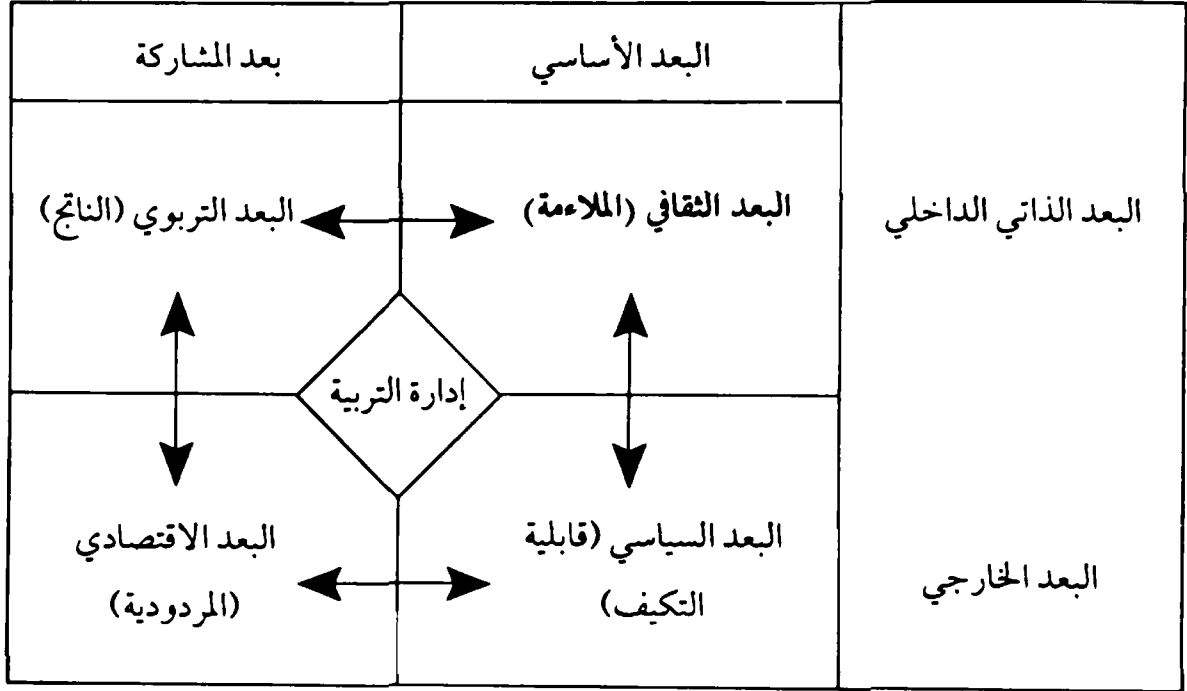 البعد الأساسي
بعد المشاركة
البعد الذاتي الداخلي
البعد الثقافي (الملاءمة)
البعد التربوي (الناتج)
إدارة التربية
البعد الخارجي
البعد السياسي (قابلية
التكيف)
البعد الاقتصادي
(المردودية)